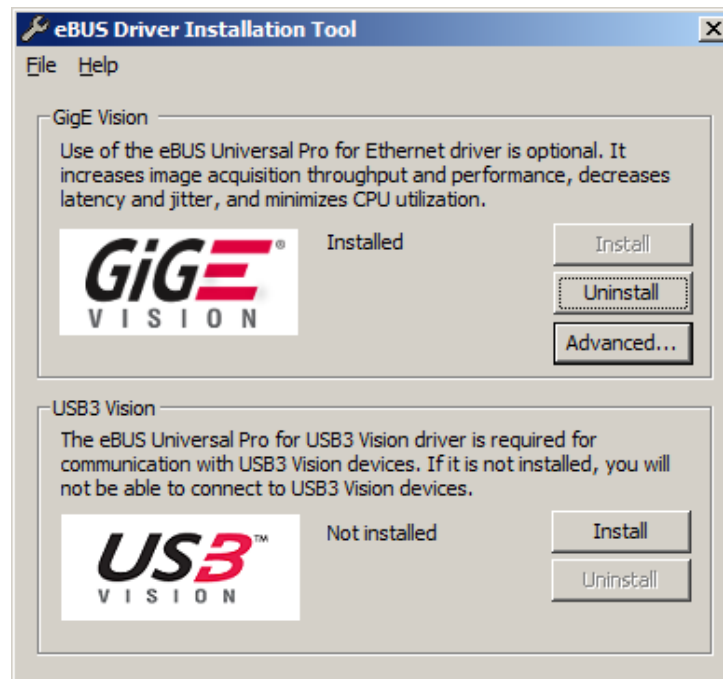 eBUS Driver Installation Tool
File Help
GigE Vision
Use of the eBUS Universal Pro for Ethernet driver is optional. It
increases image acquisition throughput and performance, decreases
latency and jitter, and minimizes CPU utilization.
GiGE®
VISION
Installed
Install
Uninstall
Advanced...
USB3 Vision
The eBUS Universal Pro for USB3 Vision driver is required for
communication with USB3 Vision devices. If it is not installed, you will
not be able to connect to USB3 Vision devices.
USB3™
VISION
Not installed
Install
Uninstall